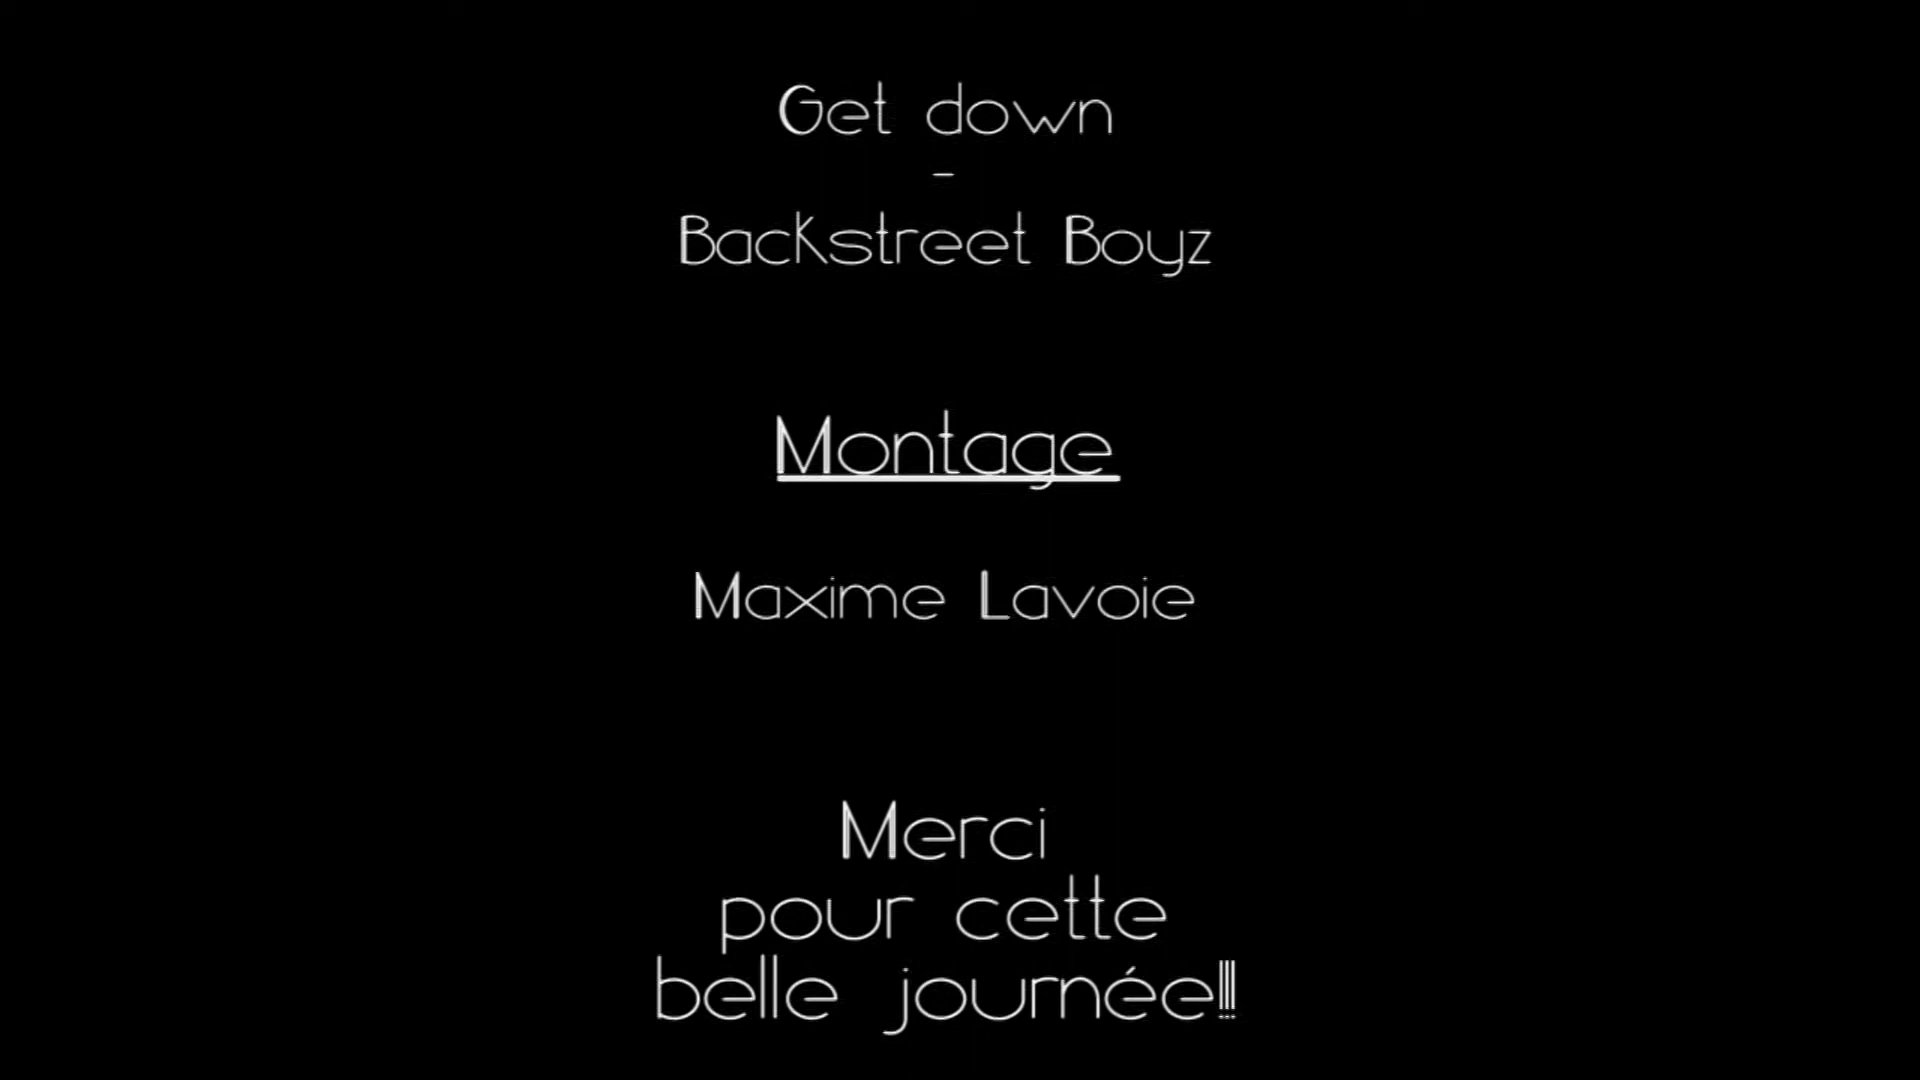 Get down
-
Backstreet Boyz
Montage
Maxime Lavoie
Merci
pour cette
belle journée!!!